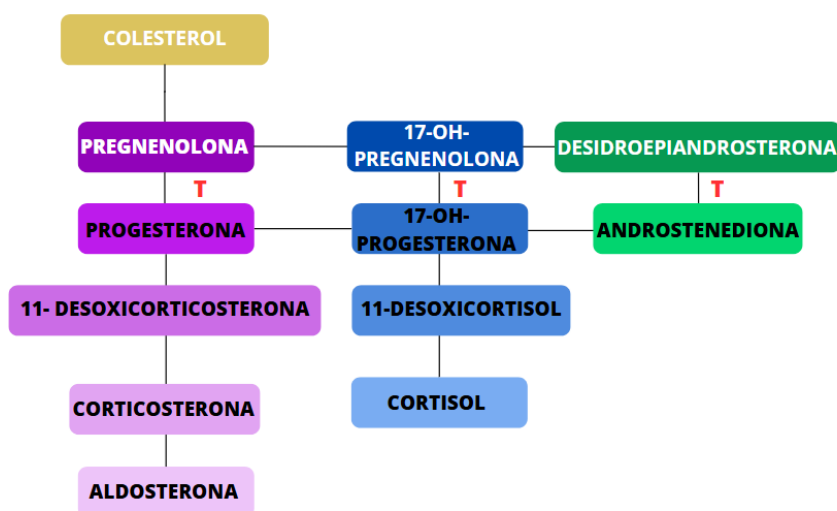 COLESTEROL
PREGNENOLONA
17-OH-
PREGNENOLONA
DESIDROEPIANDROSTERONA
T
T
T
PROGESTERONA
17-OH-
PROGESTERONA
ANDROSTENEDIONA
11- DESOXICORTICOSTERONA
11-DESOXICORTISOL
CORTICOSTERONA
CORTISOL
ALDOSTERONA